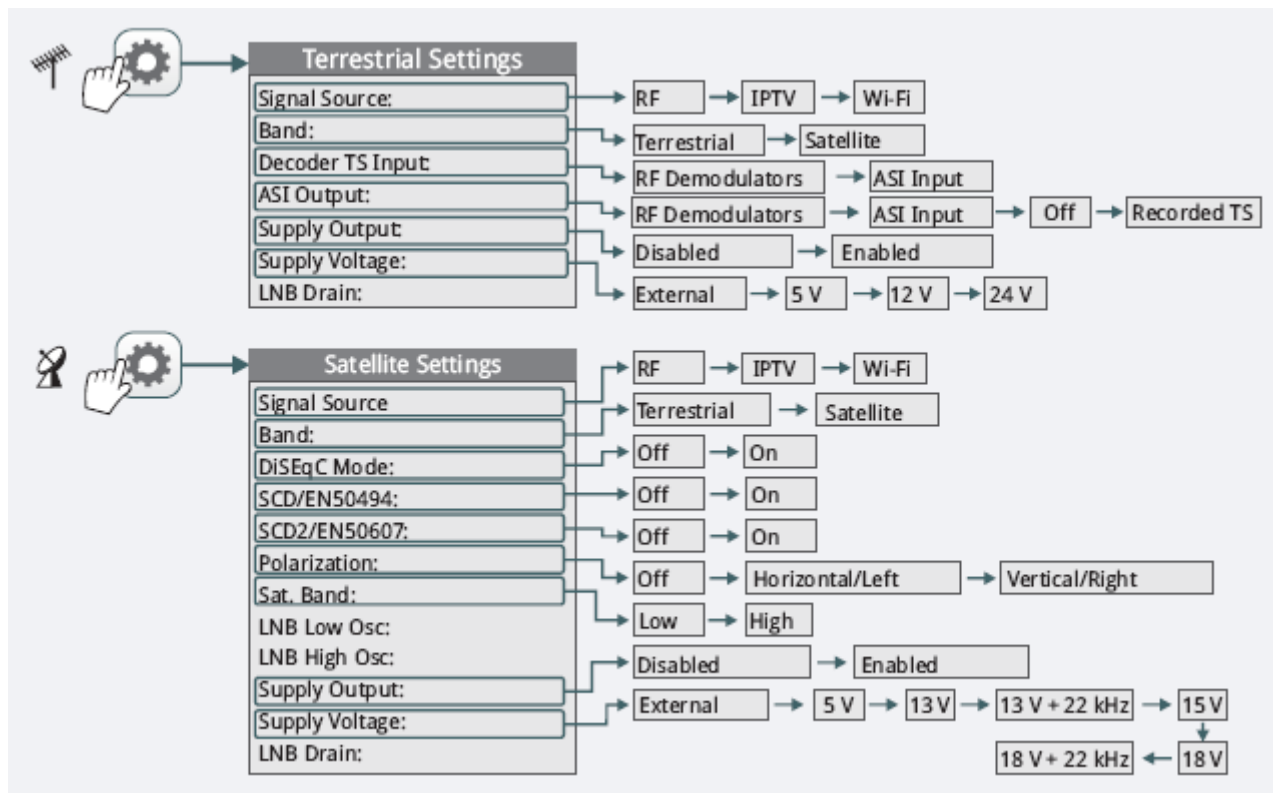 Terrestrial Settings
Signal Source: RF IPTV Wi-Fi
Band: Terrestrial Satellite
Decoder TS Input: RF Demodulators ASI Input
ASI Output: RF Demodulators ASI Input Off Recorded TS
Supply Output: Disabled Enabled
Supply Voltage: External 5 V 12 V 24 V
LNB Drain:
Satellite Settings
Signal Source RF IPTV Wi-Fi
Band: Terrestrial Satellite
DiSEqC Mode: Off On
SCD/EN50494: Off On
SCD2/EN50607: Off On
Polarization: Off Horizontal/Left Vertical/Right
Sat. Band: Low High
LNB Low Osc:
LNB High Osc:
Supply Output: Disabled Enabled
Supply Voltage: External 5 V 13 V 13 V + 22 kHz 15 V
18 V + 22 kHz 18 V
LNB Drain: